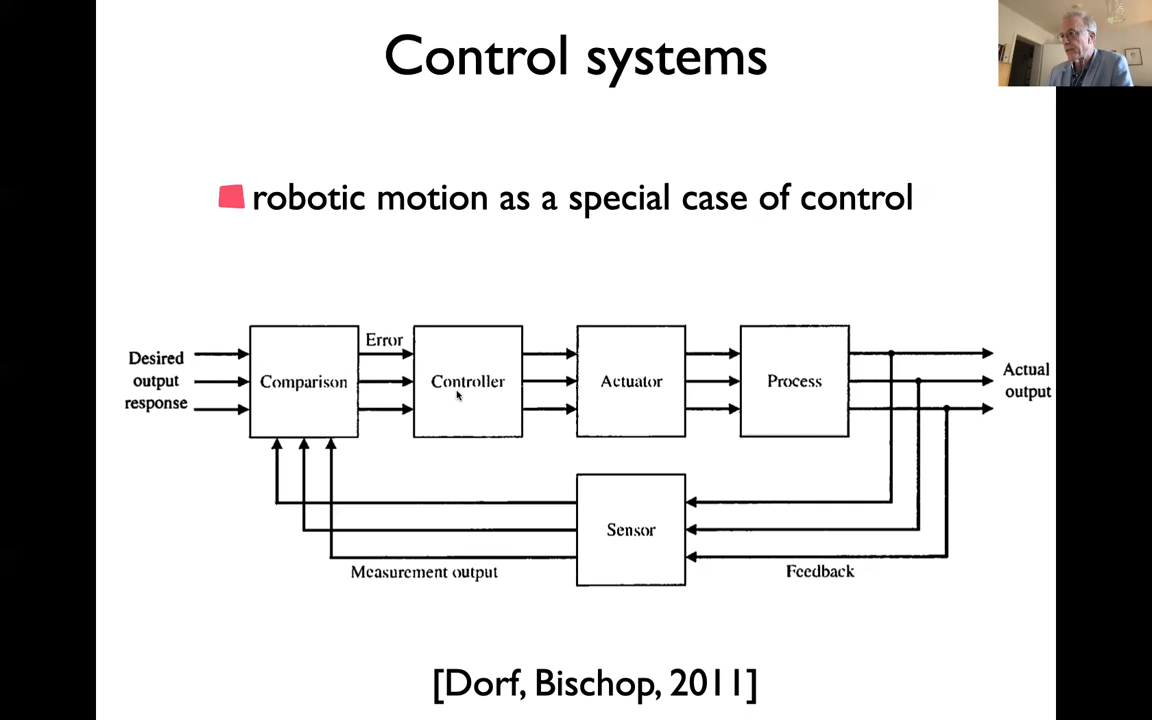 Control systems
robotic motion as a special case of control
Desired
output
response
Comparison
Error
Controller
Actuator
Process
Actual
output
Sensor
Measurement output
Feedback
[Dorf, Bischop, 2011]